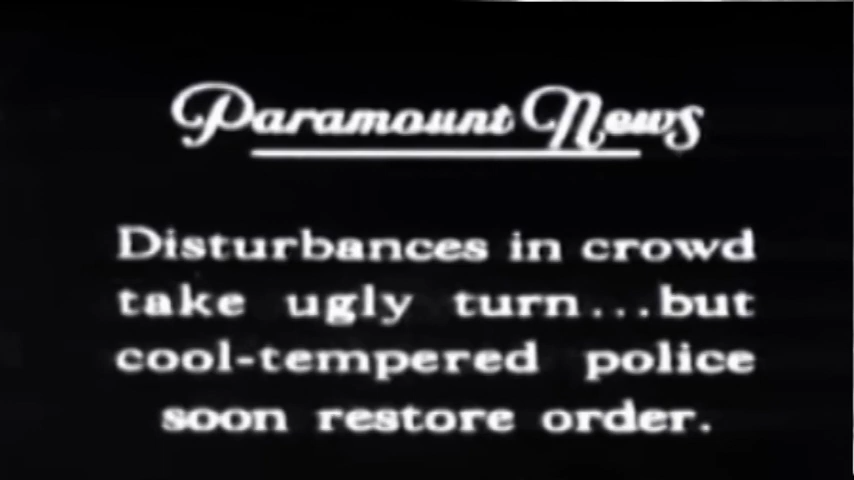 Paramount News
Disturbances in crowd
take ugly turn...but
cool-tempered police
soon restore order.